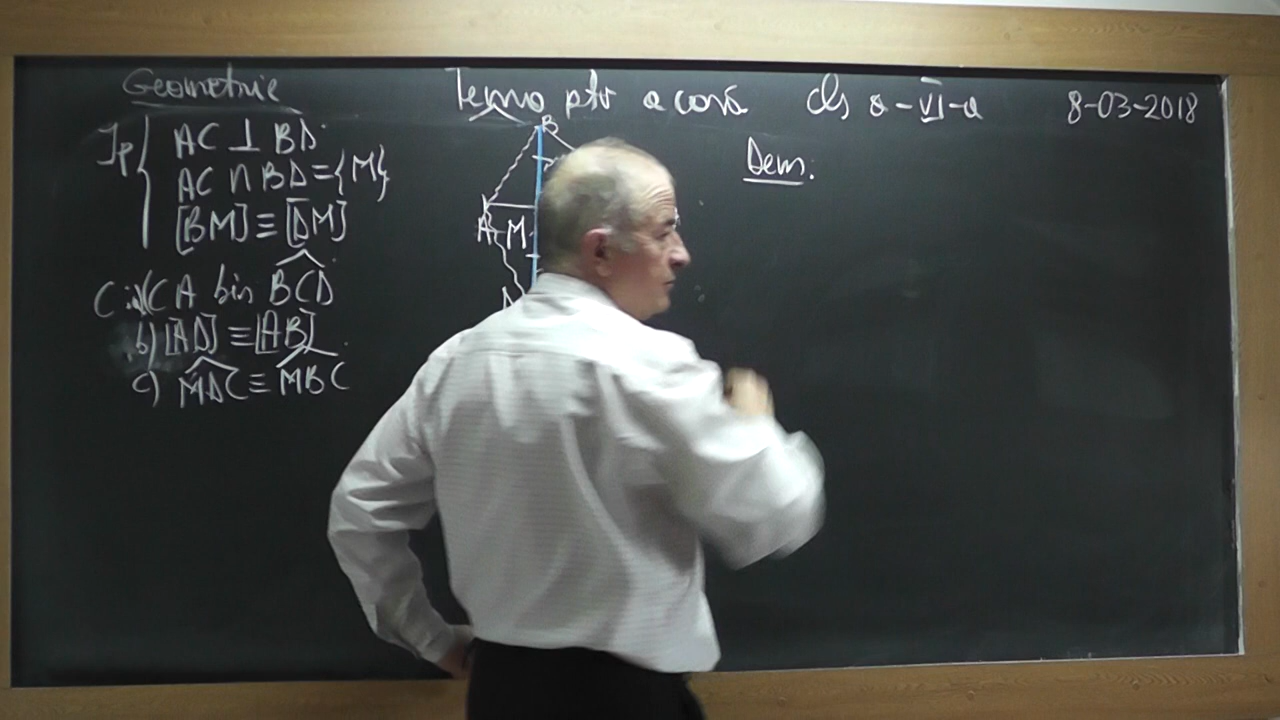 Geometrie
Temă ptr acasă cls a-VI-a 8-03-2018
Ip { AC ⊥ BD
AC ∩ BD = {M}
[BM] ≡ [DM]
C: a) (CA bis BCD
b) [AD] ≡ [AB]
c) MDC ≡ MBC
B
A M
D
Dem: